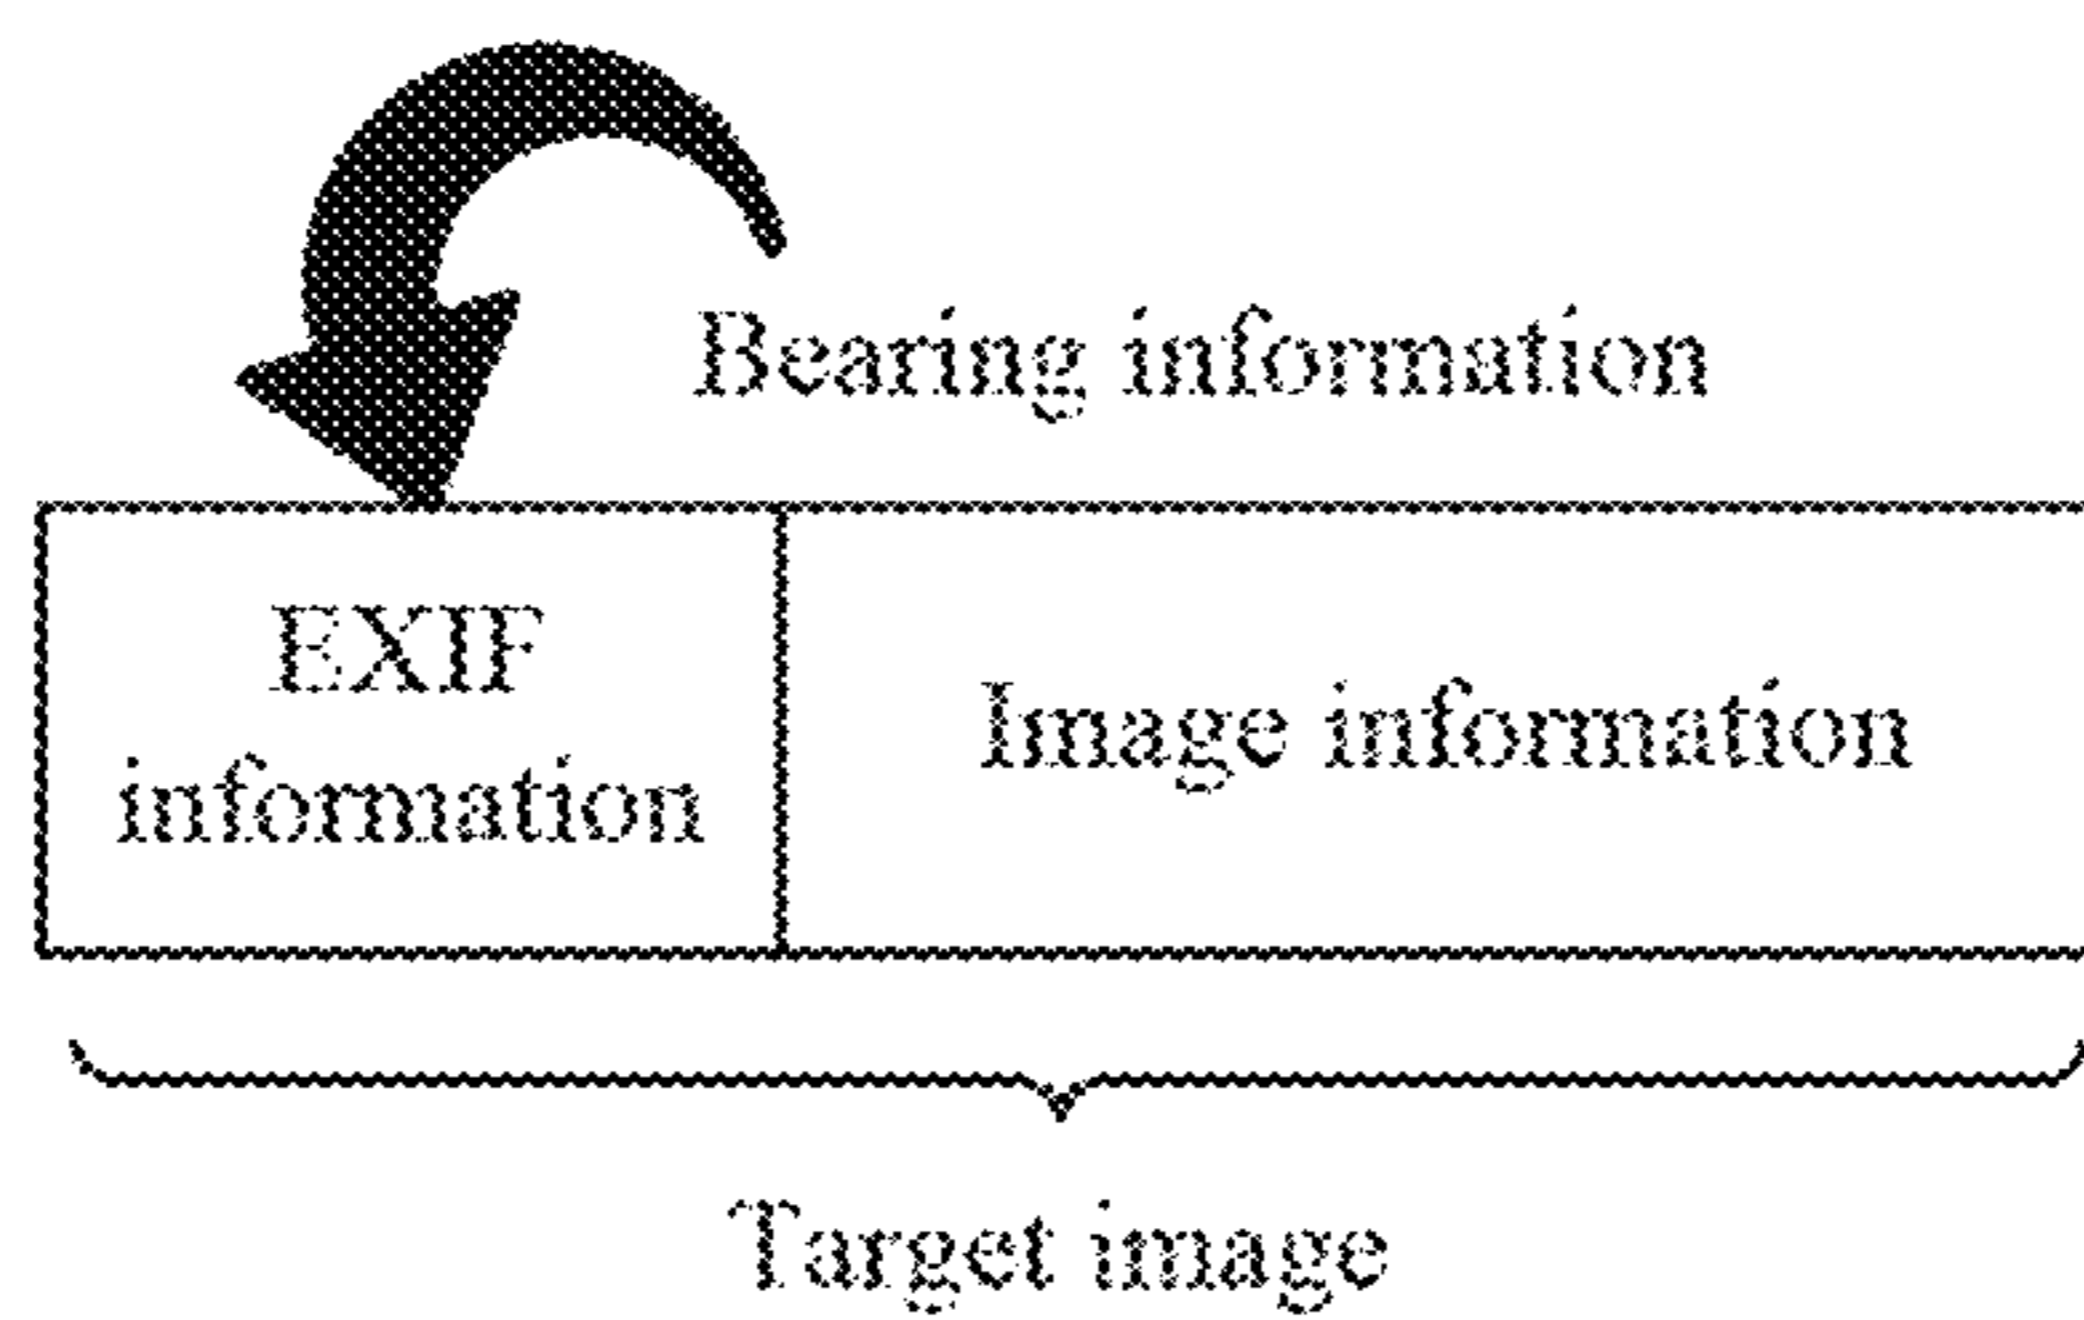 Bearing information
EXIF
information
Image information
Target image